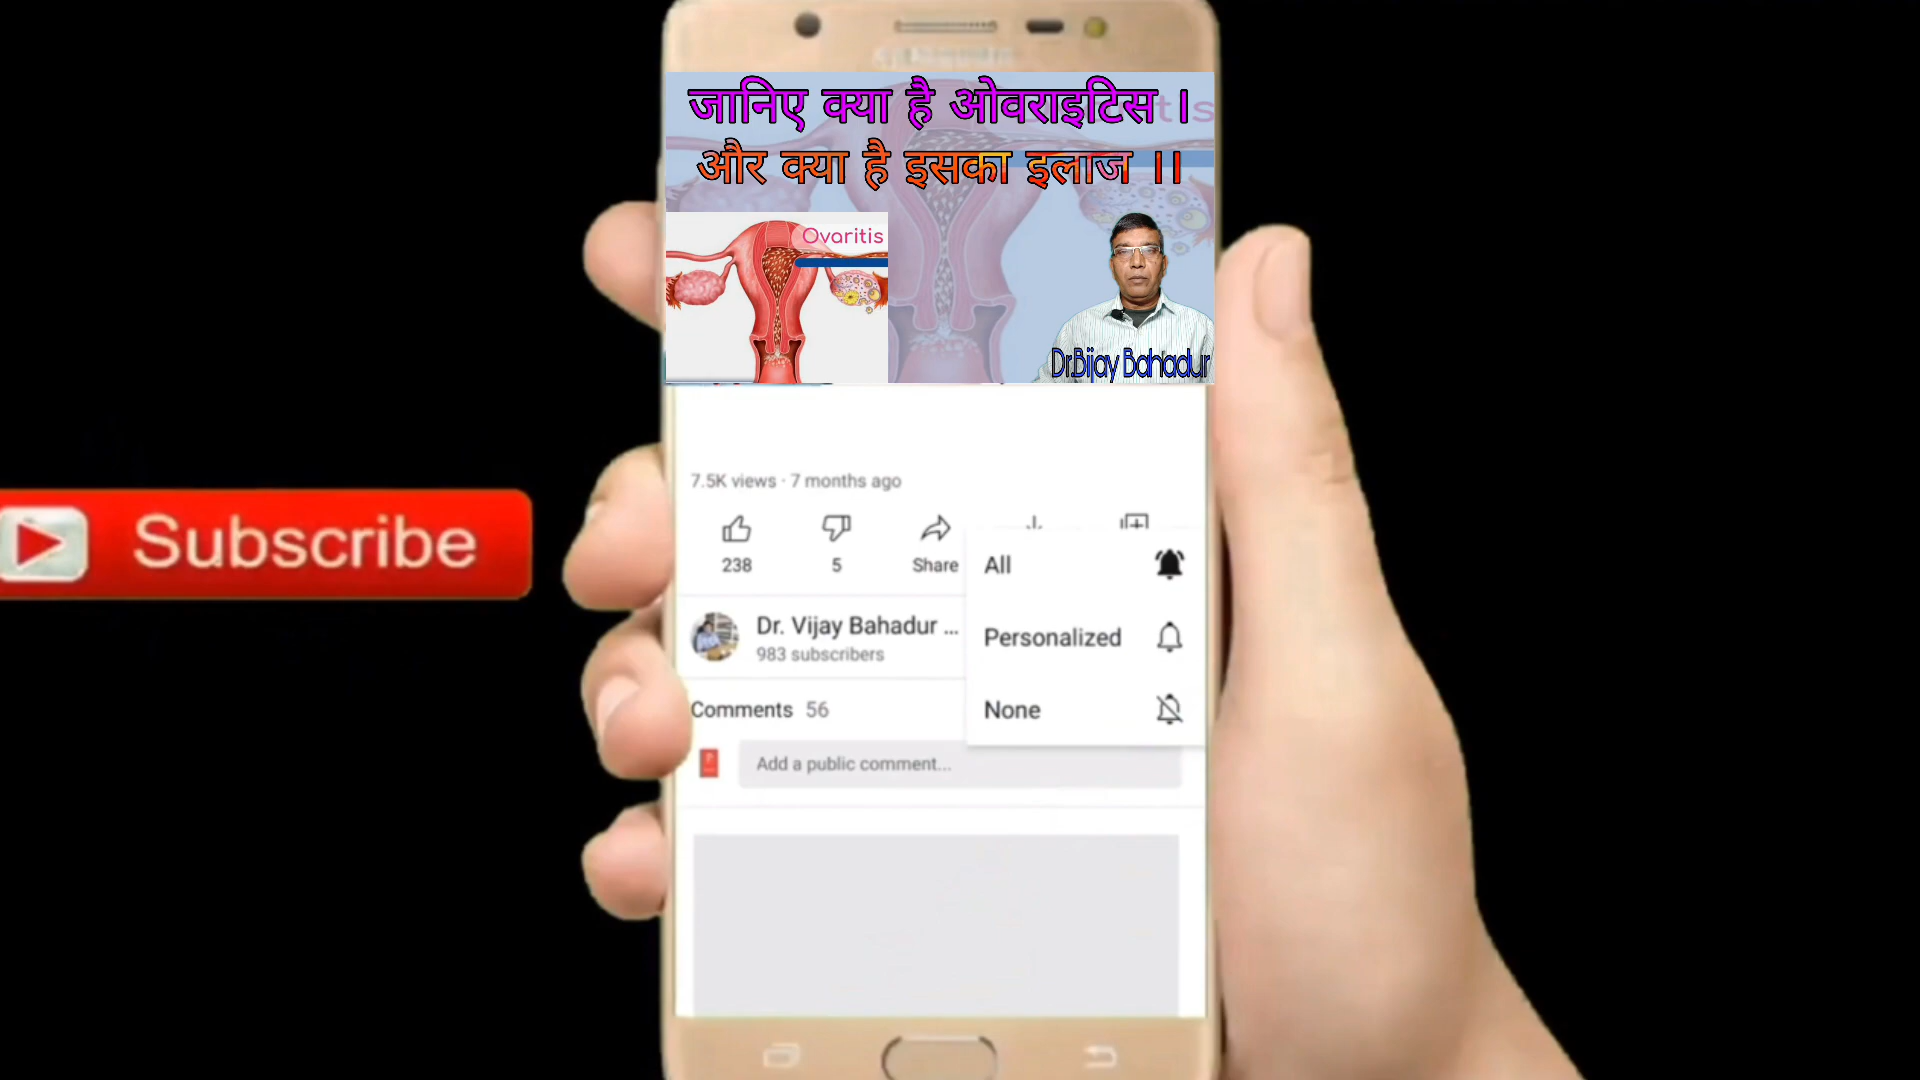 जानिए क्या है ओवराइटिस ।
और क्या है इसका इलाज ।।
Ovaritis
Dr.Bijay Bahadur
7.5K views · 7 months ago
238
5
Share
All
Personalized
None
Dr. Vijay Bahadur ...
983 subscribers
Comments 56
Add a public comment...
Subscribe